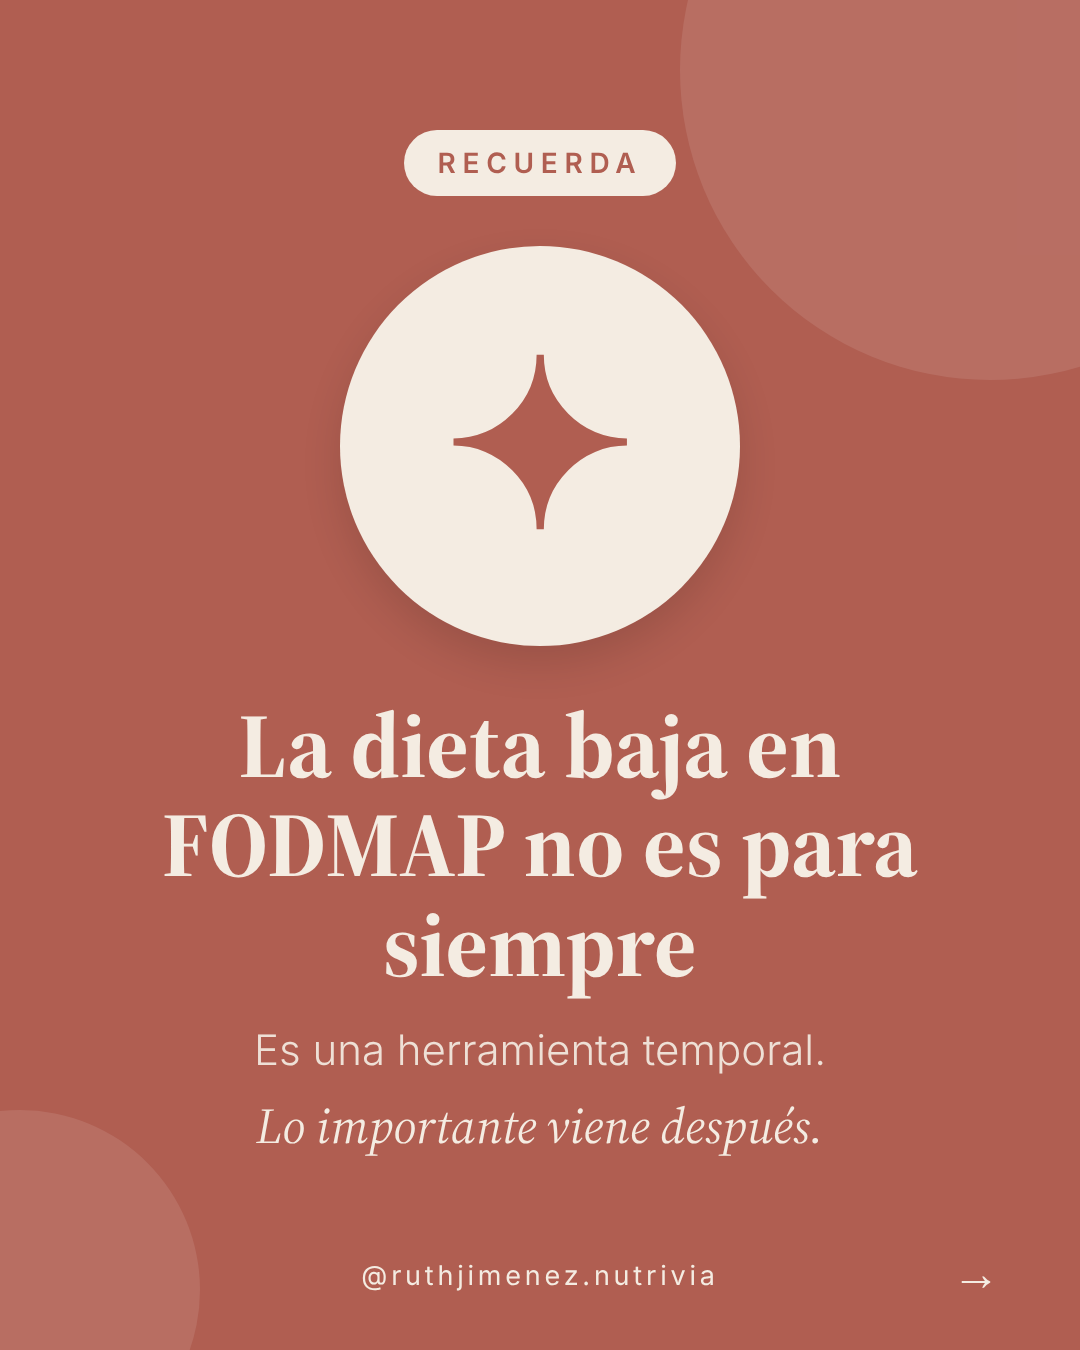 RECUERDA
La dieta baja en
FODMAP no es para
siempre
Es una herramienta temporal.
Lo importante viene después.
@ruthjimenez.nutrivia
→